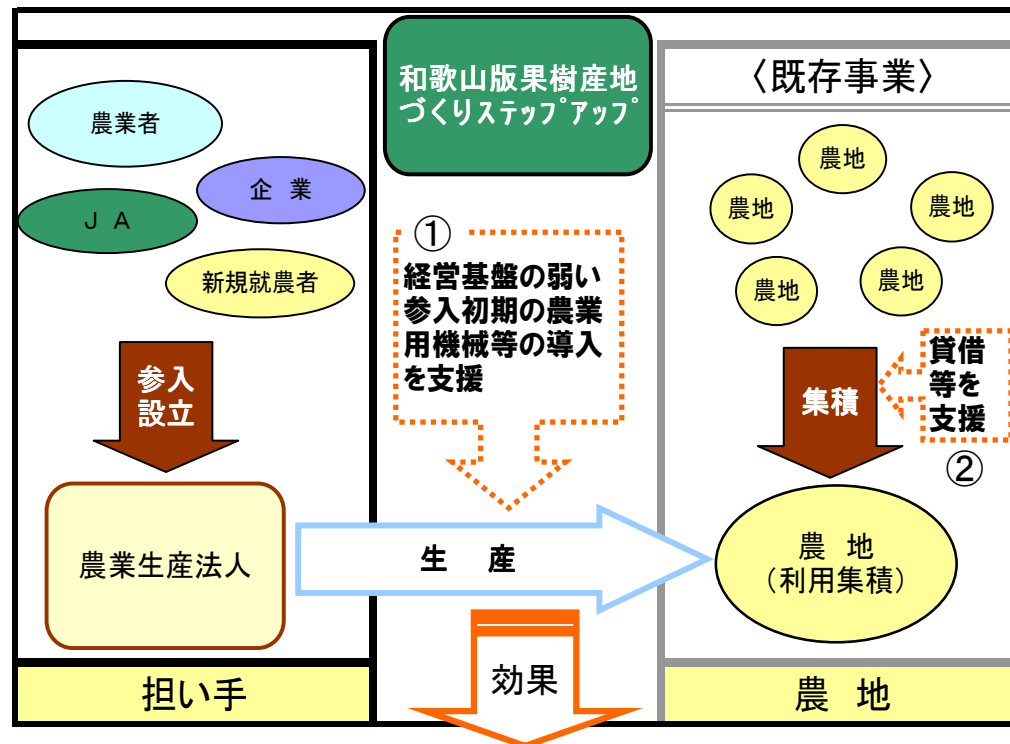 農業者
企 業
J A
新規就農者
参入
設立
農業生産法人
担い手
和歌山版果樹産地
づくりステップアップ
①
経営基盤の弱い
参入初期の農業
用機械等の導入
を支援
生 産
効果
〈既存事業〉
農地
農地
農地
農地
農地
集積
貸借
等を
支援
②
農 地
(利用集積)
農 地